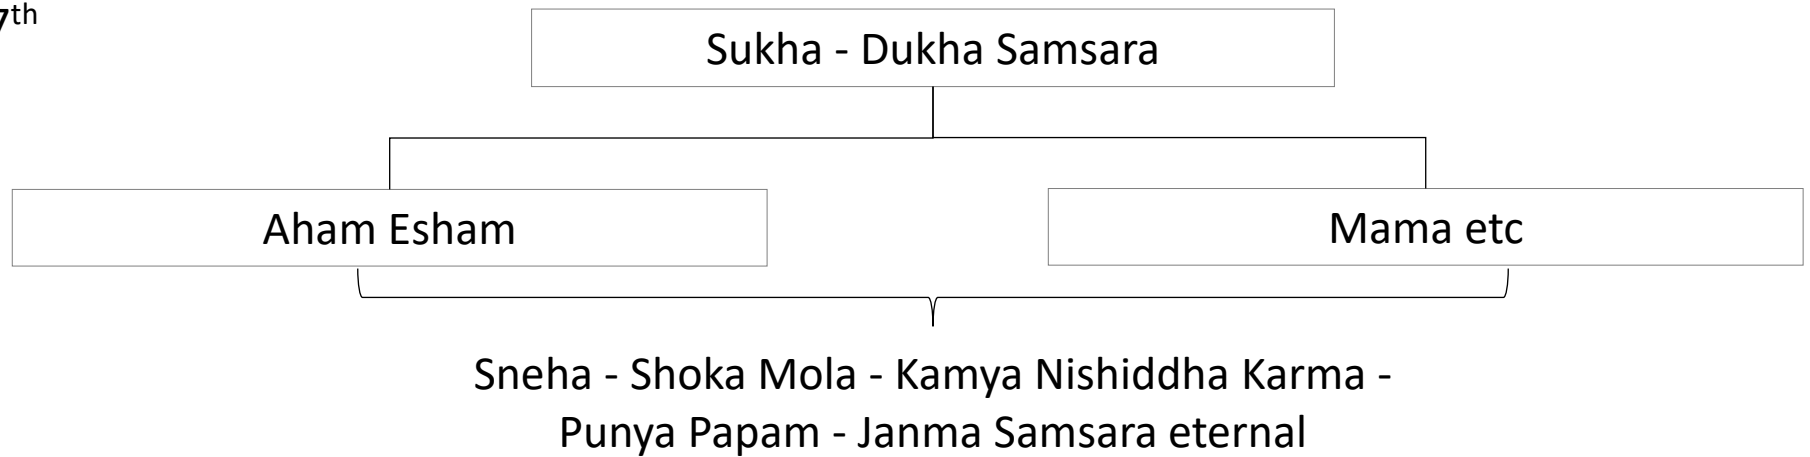 7th
Sukha - Dukha Samsara
Aham Esham
Mama etc
Sneha - Shoka Mola - Kamya Nishiddha Karma -
Punya Papam - Janma Samsara eternal